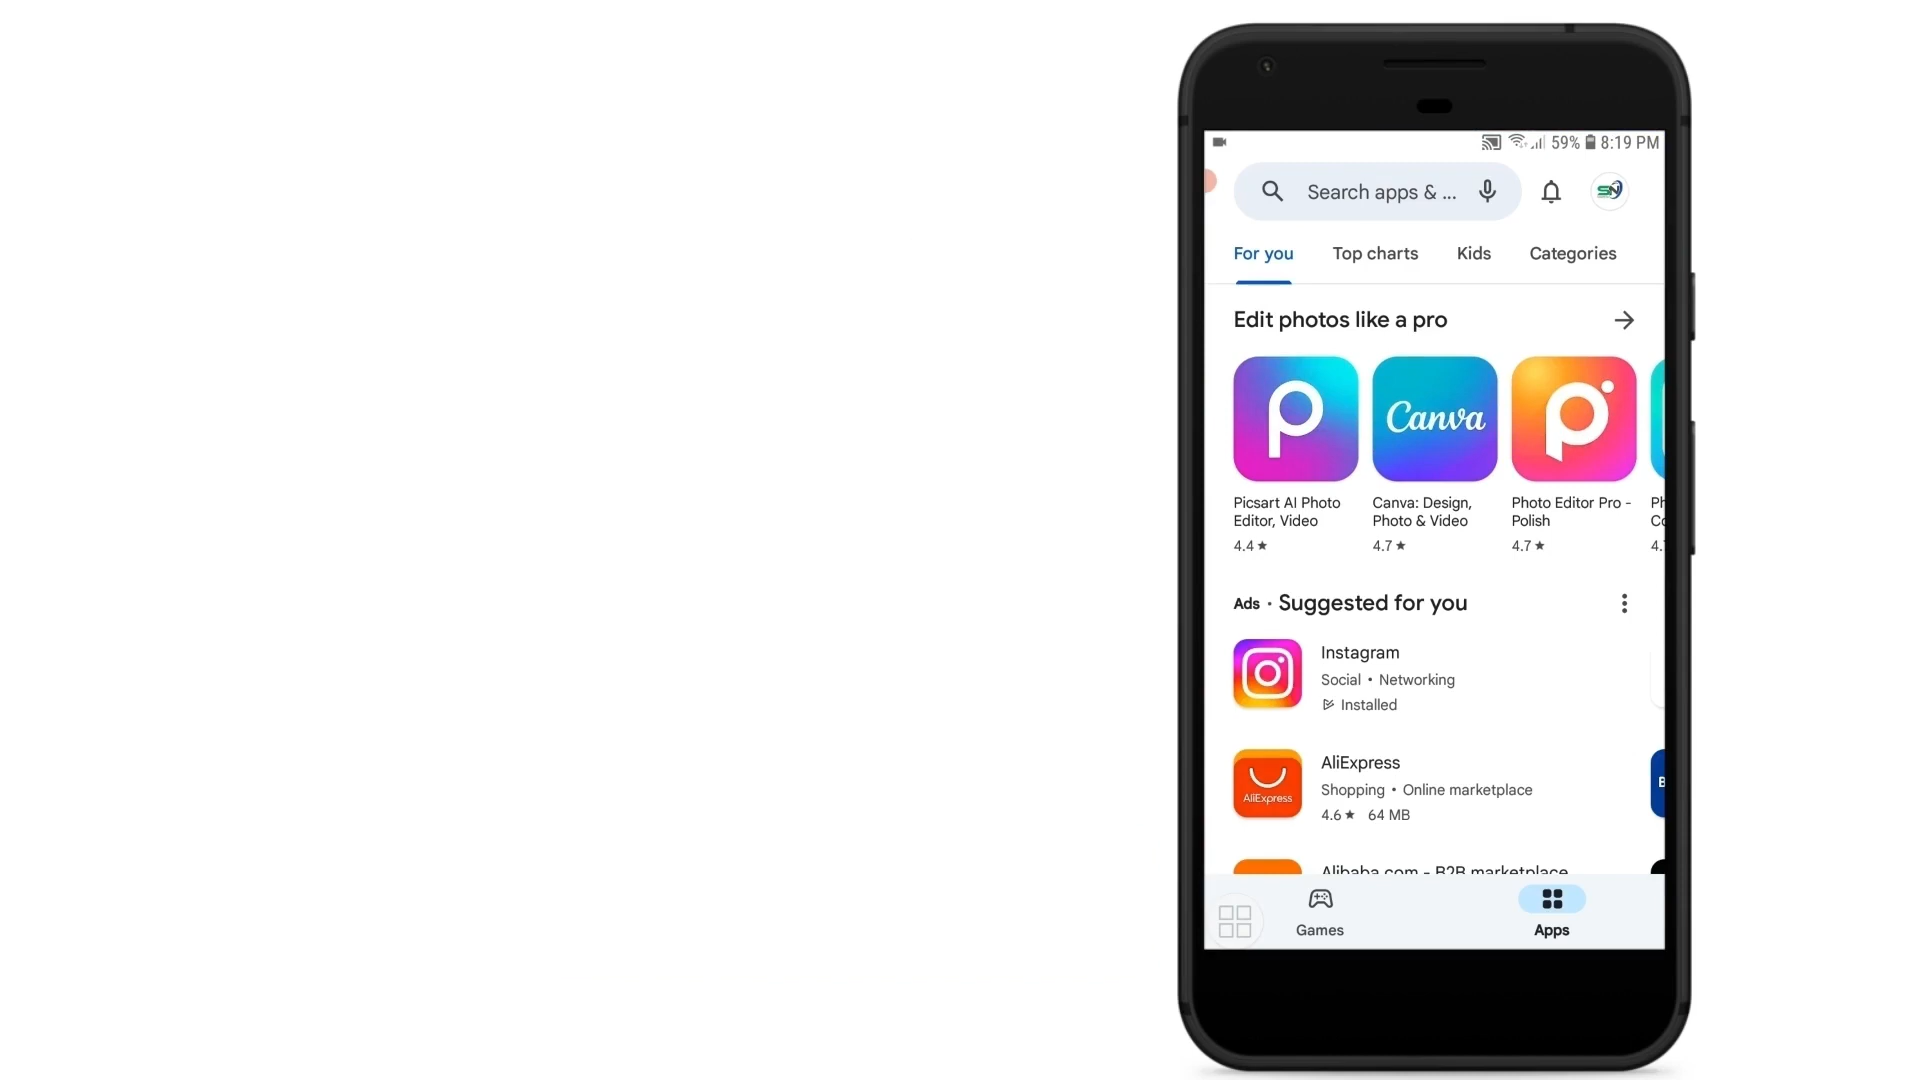 59% 8:19 PM
Search apps & ...
SN
For you Top charts Kids Categories
Edit photos like a pro
Canva
Picsart AI Photo
Editor, Video
4.4 ★
Canva: Design,
Photo & Video
4.7 ★
Photo Editor Pro -
Polish
4.7 ★
Ads • Suggested for you
Instagram
Social • Networking
Installed
AliExpress
AliExpress
Shopping • Online marketplace
4.6 ★ 64 MB
Alibaba.com - B2B marketplace
Games
Apps